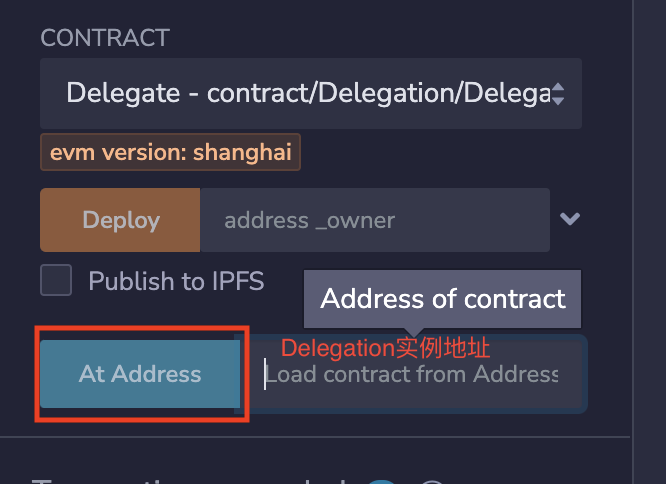 CONTRACT
Delegate - contract/Delegation/Delega
evm version: shanghai
Deploy
address _owner
Publish to IPFS
Address of contract
Delegation实例地址
At Address
Load contract from Address